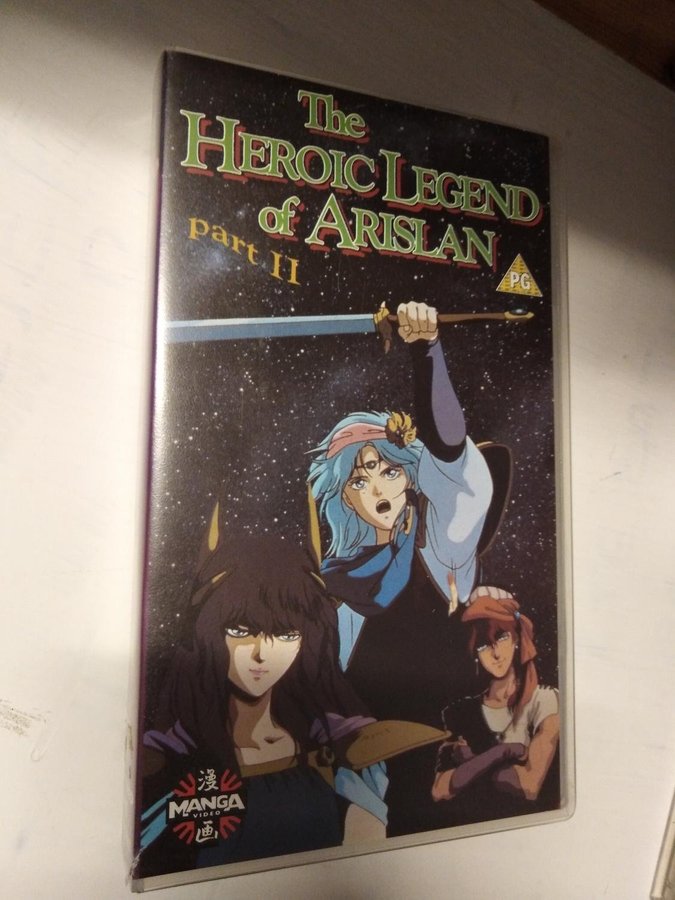 The
HEROIC LEGEND
of ARISLAN
part II
PG
漫
MANGA
VIDEO
画